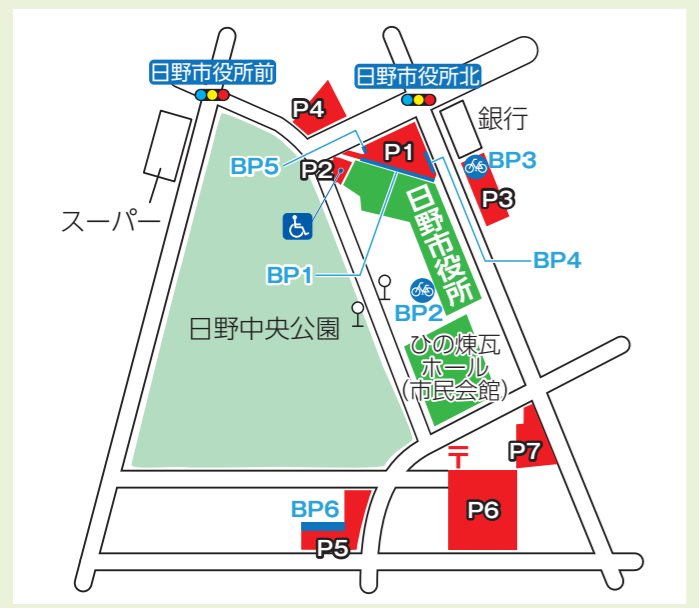 日野市役所前
日野市役所北
P4
銀行
BP5
P1
P2
BP3
P3
スーパー
日野市役所
BP4
BP1
BP2
日野中央公園
ひの煉瓦
ホール
(市民会館)
P7
〒
BP6
P6
P5